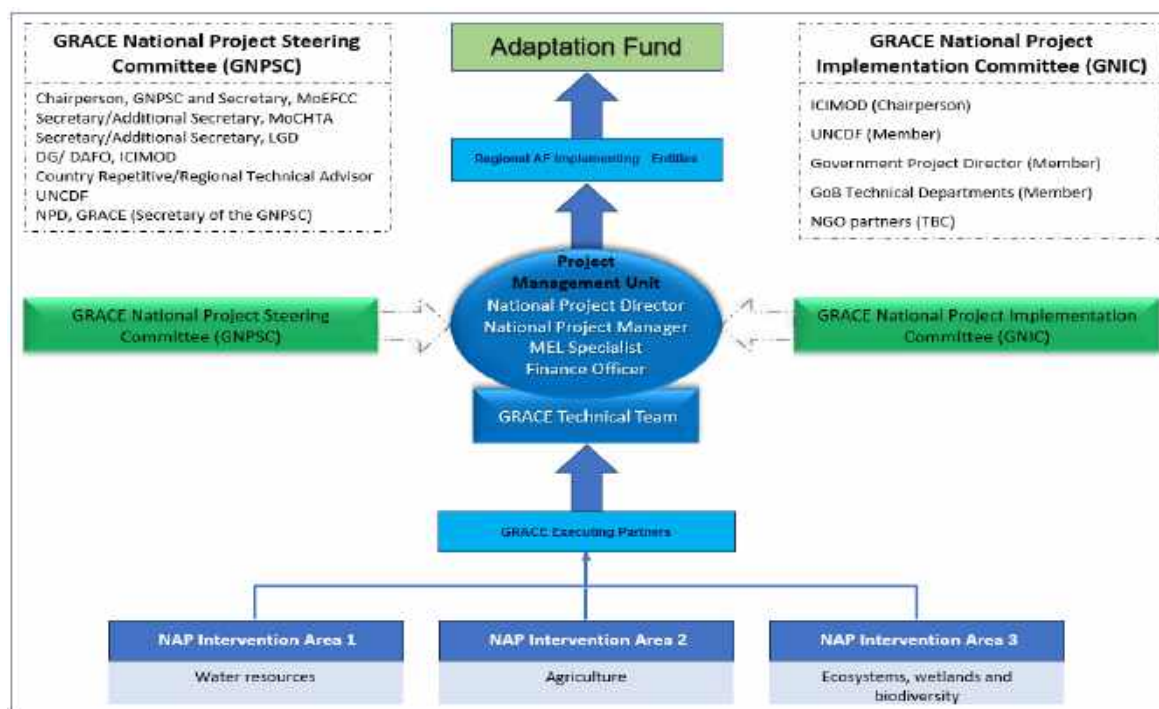 GRACE National Project Steering
Committee (GNPSC)
Chairperson, GNPSC and Secretary, MoEFCC
Secretary/Additional Secretary, MoCHTA
Secretary/Additional Secretary, LGD
DG/ DAFO, ICIMOD
Country Repetitive/Regional Technical Advisor
UNCDF
NPD, GRACE (Secretary of the GNPSC)
Adaptation Fund
GRACE National Project
Implementation Committee (GNIC)
ICIMOD (Chairperson)
UNCDF (Member)
Government Project Director (Member)
GoB Technical Departments (Member)
NGO partners (TBC)
Regional AF Implementing Entities
Project
Management Unit
National Project Director
National Project Manager
MEL Specialist
Finance Officer
GRACE National Project Steering
Committee (GNPSC)
GRACE National Project Implementation
Committee (GNIC)
GRACE Technical Team
GRACE Executing Partners
NAP Intervention Area 1
Water resources
NAP Intervention Area 2
Agriculture
NAP Intervention Area 3
Ecosystems, wetlands and
biodiversity